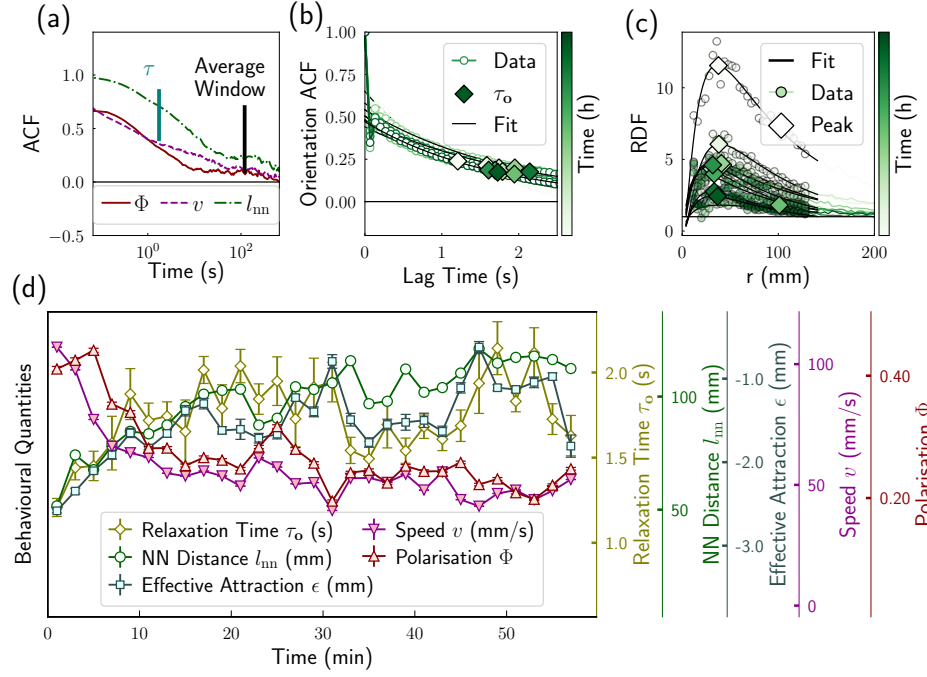 (a)
ACF
1.0
0.5
0.0
−0.5
10⁰
10²
Time (s)
τ
Average
Window
Φ
v
l_nn
(b)
Orientation ACF
1.00
0.75
0.50
0.25
0.00
0
1
2
Lag Time (s)
Data
τ_o
Fit
Time (h)
(c)
RDF
10
5
0
0
100
200
r (mm)
Fit
Data
Peak
Time (h)
(d)
Behavioural Quantities
0
10
20
30
40
50
Time (min)
Relaxation Time τ_o (s)
NN Distance l_nn (mm)
Effective Attraction ϵ (mm)
Speed v (mm/s)
Polarisation Φ
2.0
1.5
1.0
Relaxation Time τ_o (s)
100
50
NN Distance l_nn (mm)
-1.0
-2.0
-3.0
Effective Attraction ϵ (mm)
100
50
0
Speed v (mm/s)
0.40
0.20
Polarisation Φ